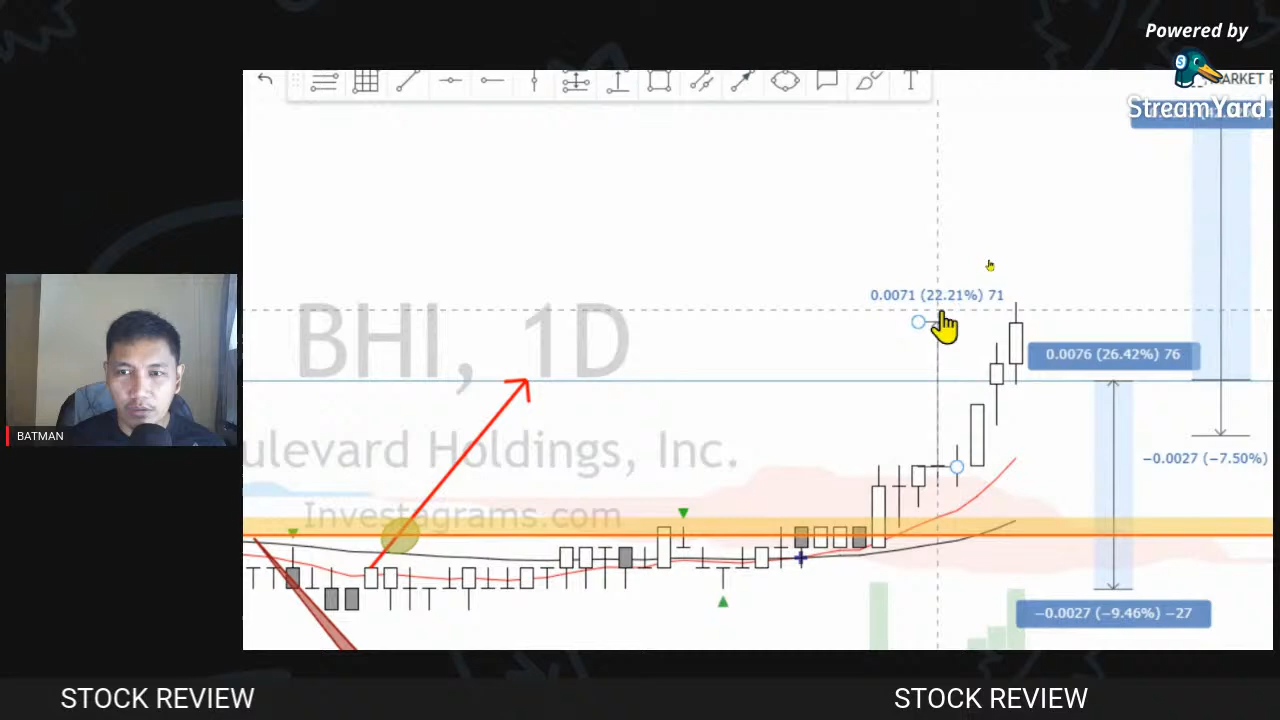 Powered by
StreamYard
MARKET
BHI, 1D
ulevard Holdings, Inc.
Investagrams.com
0.0071 (22.21%) 71
0.0076 (26.42%) 76
−0.0027 (−7.50%)
−0.0027 (−9.46%) −27
BATMAN
STOCK REVIEW
STOCK REVIEW